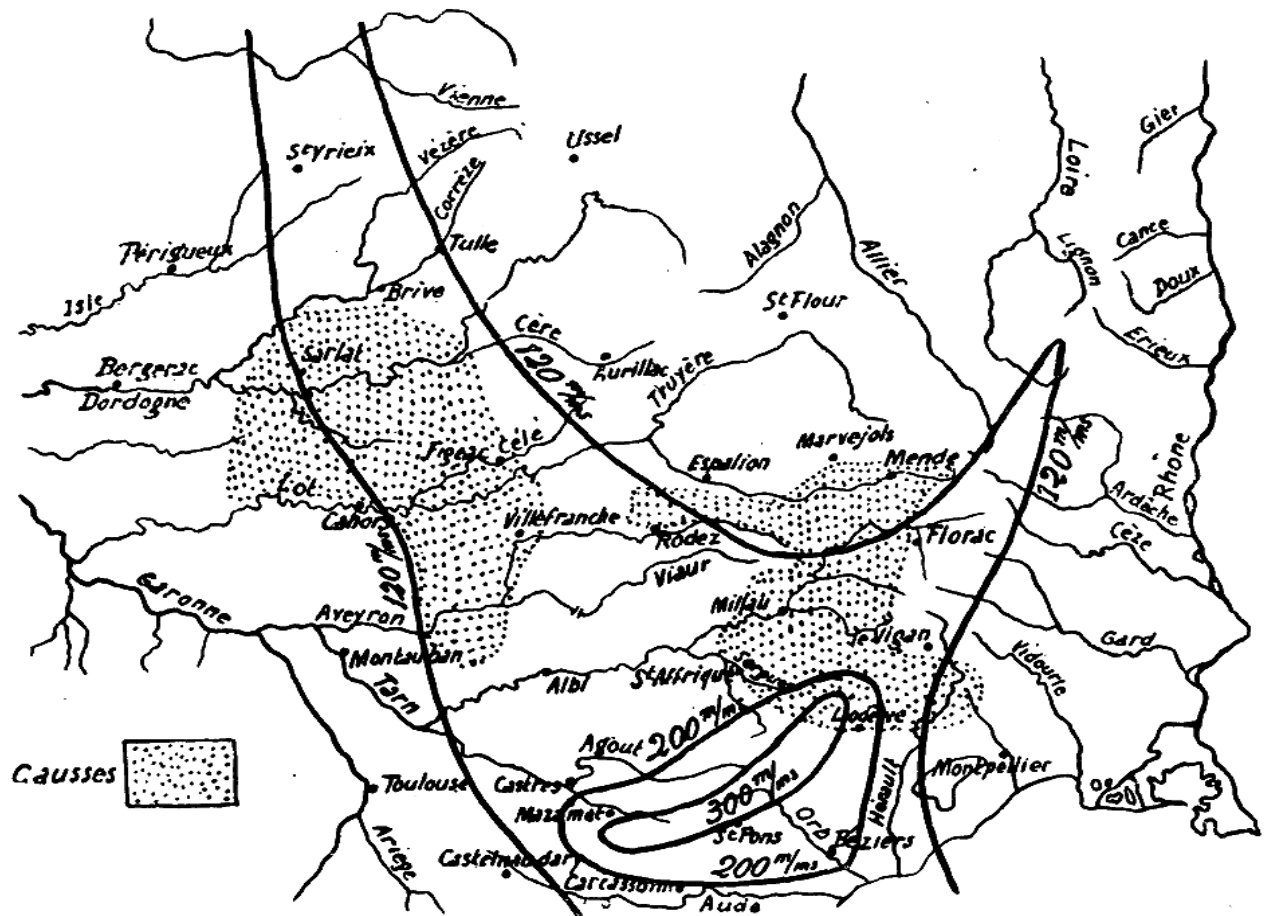 Vienne
Gier
Vézère
Ussel
St Yrieix
Corrèze
Loire
Alagnon
Allier
Cance
Lignon
Doux
Périgueux
Tulle
Isle
Brive
St Flour
Cère
Erieux
Sarlat
120 m/ms
Aurillac
Truyère
Bergerac
Dordogne
Figeac
Célé
Marvejols
Mende
Espalion
120 m/ms
Rhône
Ardèche
Lot
Cahors
Villefranche
Rodez
Florac
Cèze
120 m/ms
Viaur
Garonne
Aveyron
Millau
Le Vigan
Gard
Vidourle
Montauban
Tarn
Albi
St Affrique
Sorgue
Lodève
Agout
200 m/ms
Causses
Toulouse
Castres
Montpellier
Hérault
Mazamet
300 m/ms
Orb
St Pons
Béziers
Ariège
Castelnaudary
200 m/ms
Carcassonne
Aude